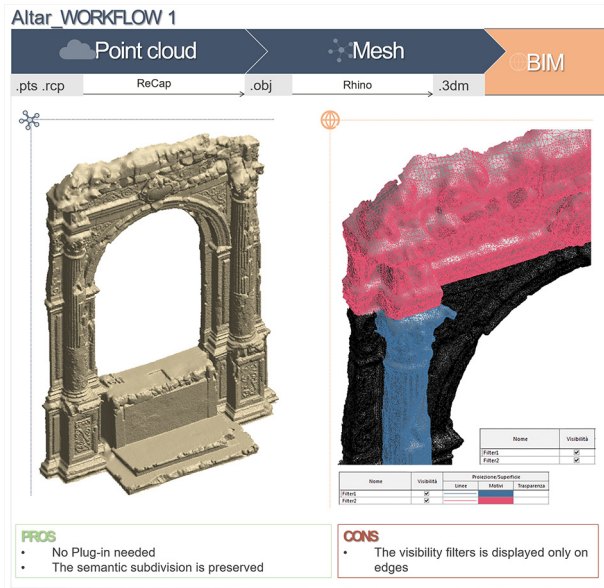 Altar_WORKFLOW 1
Point cloud
Mesh
BIM
.pts .rcp
ReCap
.obj
Rhino
.3dm
Nome Visibilità
Filter1
Filter2
Nome Visibilità Proiezione/Superficie
Linee Motivi Trasparenza
Filter1
Filter2
PROS
• No Plug-in needed
• The semantic subdivision is preserved
CONS
• The visibility filters is displayed only on
edges